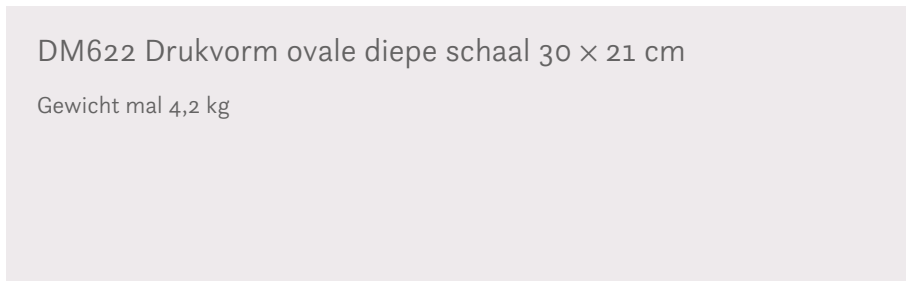 DM622 Drukvorm ovale diepe schaal 30 × 21 cm
Gewicht mal 4,2 kg